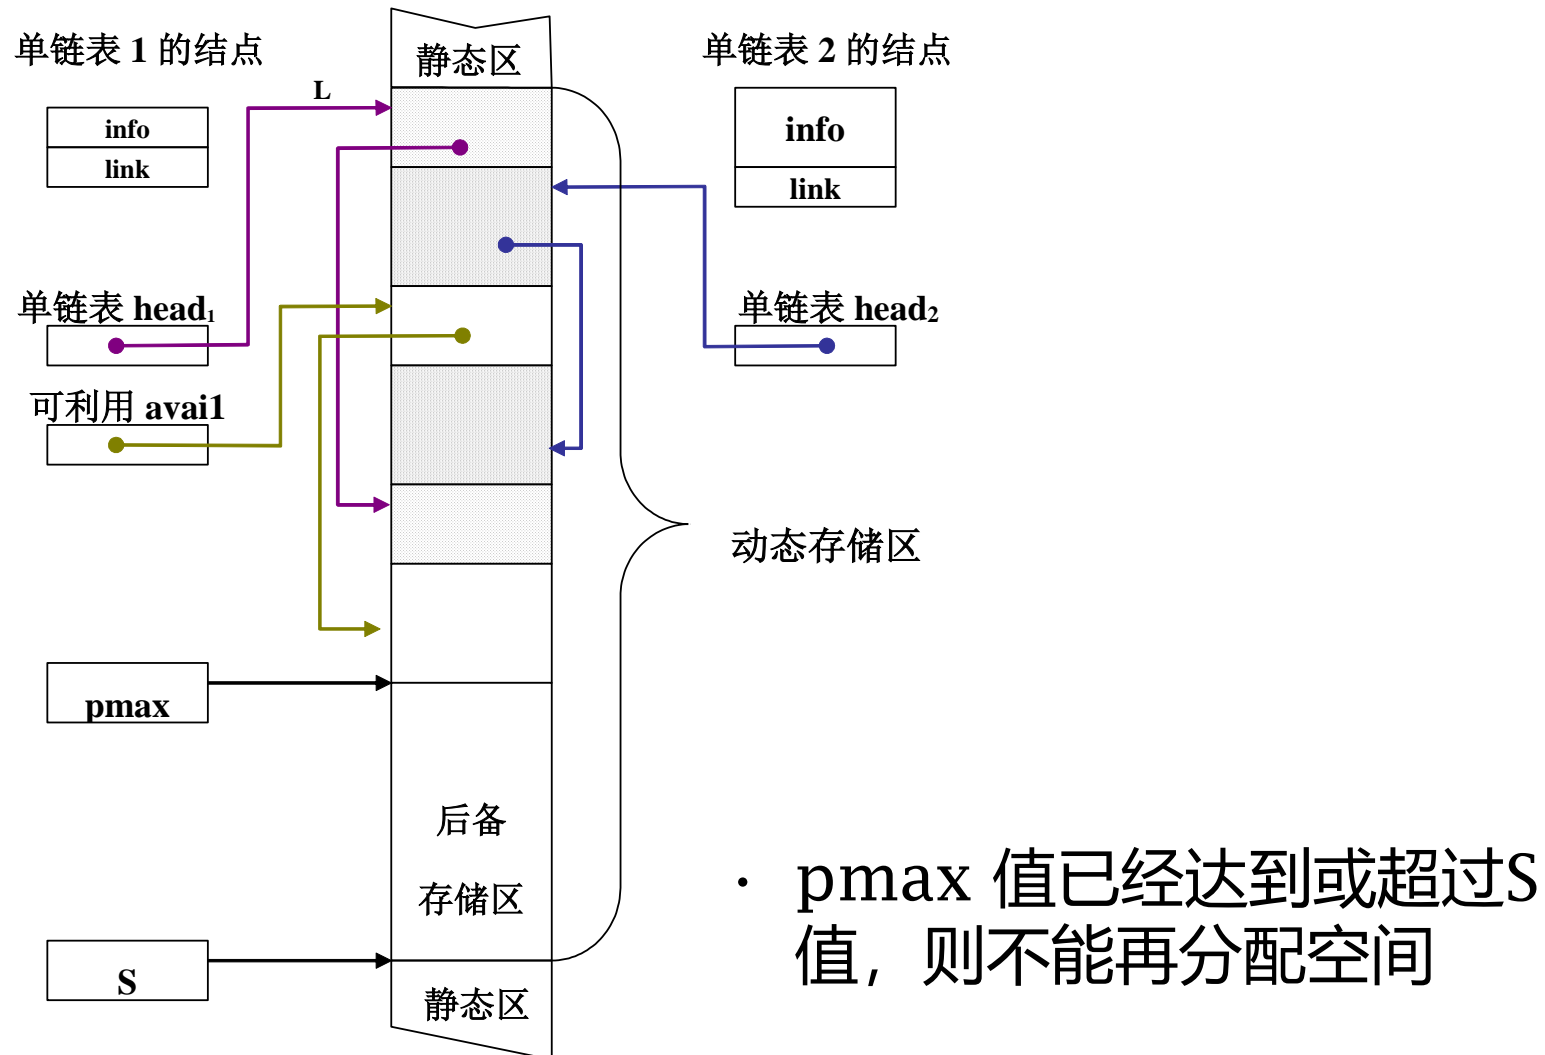 单链表 1 的结点
静态区
单链表 2 的结点
L
info
link
info
link
单链表 head₁
单链表 head₂
可利用 avai1
动态存储区
pmax
后备
存储区
· pmax 值已经达到或超过S
值，则不能再分配空间
S
静态区